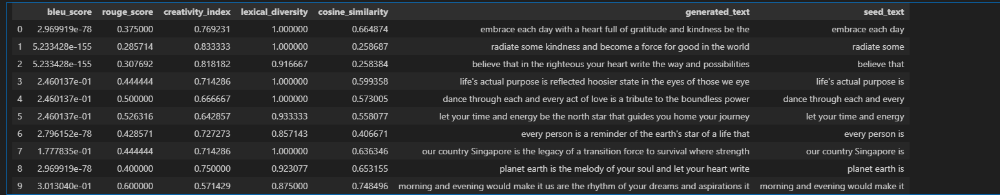 bleu_score rouge_score creativity_index lexical_diversity cosine_similarity generated_text seed_text
0 2.969919e-78 0.375000 0.769231 1.000000 0.664874 embrace each day with a heart full of gratitude and kindness be the embrace each day
1 5.233428e-155 0.285714 0.833333 1.000000 0.258687 radiate some kindness and become a force for good in the world radiate some
2 5.233428e-155 0.307692 0.818182 0.916667 0.258384 believe that in the righteous your heart write the way and possibilities believe that
3 2.460137e-01 0.444444 0.714286 1.000000 0.599358 life's actual purpose is reflected hoosier state in the eyes of those we eye life's actual purpose is
4 2.460137e-01 0.500000 0.666667 1.000000 0.573005 dance through each and every act of love is a tribute to the boundless power dance through each and every
5 2.460137e-01 0.526316 0.642857 0.933333 0.558077 let your time and energy be the north star that guides you home your journey let your time and energy
6 2.796152e-78 0.428571 0.727273 0.857143 0.406671 every person is a reminder of the earth's star of a life that every person is
7 1.777835e-01 0.444444 0.714286 1.000000 0.636346 our country Singapore is the legacy of a transition force to survival where strength our country Singapore is
8 2.969919e-78 0.400000 0.750000 0.923077 0.653155 planet earth is the melody of your soul and let your heart write planet earth is
9 3.013040e-01 0.600000 0.571429 0.875000 0.748496 morning and evening would make it us are the rhythm of your dreams and aspirations it morning and evening would make it